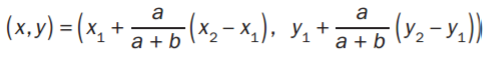 (x, y) = (x₁ + a/(a + b) (x₂ − x₁), y₁ + a/(a + b) (y₂ − y₁))